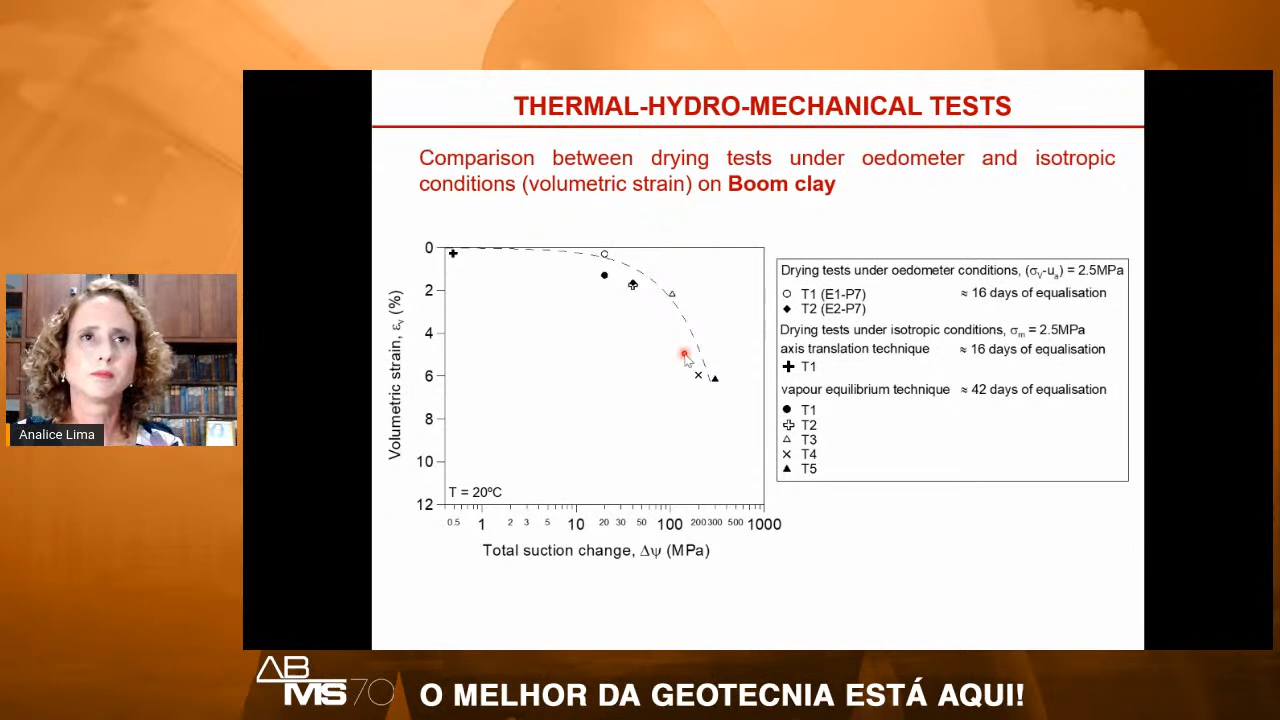 THERMAL-HYDRO-MECHANICAL TESTS
Comparison between drying tests under oedometer and isotropic
conditions (volumetric strain) on Boom clay
0
2
4
6
8
10
12
Volumetric strain, εv (%)
T = 20ºC
0.5 1 2 3 5 10 20 30 50 100 200 300 500 1000
Total suction change, Δψ (MPa)
Drying tests under oedometer conditions, (σv-ua) = 2.5MPa
T1 (E1-P7) ≈ 16 days of equalisation
T2 (E2-P7)
Drying tests under isotropic conditions, σm = 2.5MPa
axis translation technique ≈ 16 days of equalisation
T1
vapour equilibrium technique ≈ 42 days of equalisation
T1
T2
T3
T4
T5
Analice Lima
ABMS70 O MELHOR DA GEOTECNIA ESTÁ AQUI!